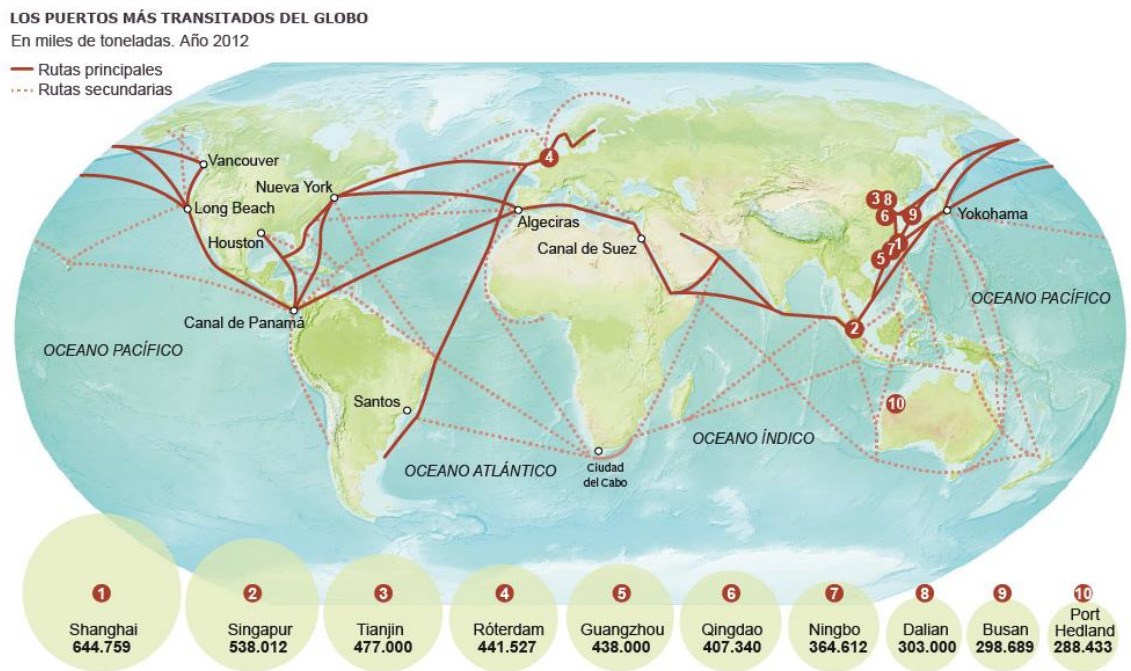 LOS PUERTOS MÁS TRANSITADOS DEL GLOBO
En miles de toneladas. Año 2012
Rutas principales
Rutas secundarias
Vancouver
Nueva York
Long Beach
Houston
Canal de Panamá
Santos
Algeciras
Canal de Suez
Ciudad
del Cabo
Yokohama
OCEANO PACÍFICO
OCEANO ATLÁNTICO
OCEANO ÍNDICO
OCEANO PACÍFICO
4
3 8
6 9
1
7
5
2
10
1
Shanghai
644.759
2
Singapur
538.012
3
Tianjin
477.000
4
Róterdam
441.527
5
Guangzhou
438.000
6
Qingdao
407.340
7
Ningbo
364.612
8
Dalian
303.000
9
Busan
298.689
10
Port
Hedland
288.433